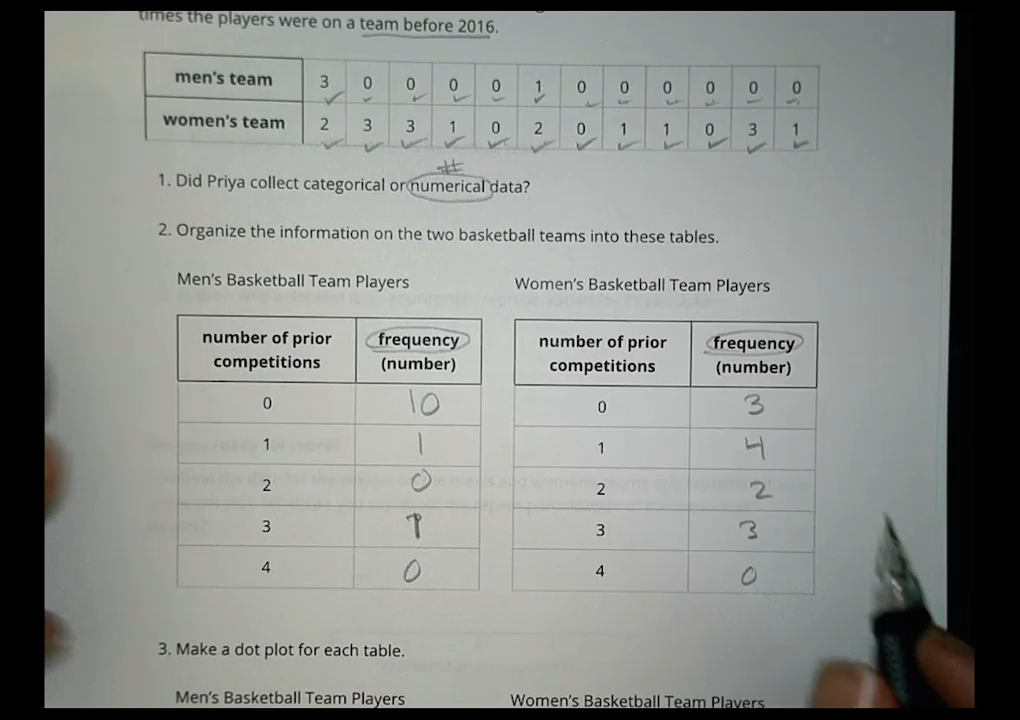 times the players were on a team before 2016.
men's team 3 0 0 0 0 1 0 0 0 0 0 0
women's team 2 3 3 1 0 2 0 1 1 0 3 1
#
1. Did Priya collect categorical or numerical data?
2. Organize the information on the two basketball teams into these tables.
Men's Basketball Team Players
number of prior competitions frequency (number)
0 10
1 1
2 0
3 1
4 0
Women's Basketball Team Players
number of prior competitions frequency (number)
0 3
1 4
2 2
3 3
4 0
3. Make a dot plot for each table.
Men's Basketball Team Players
Women's Basketball Team Players